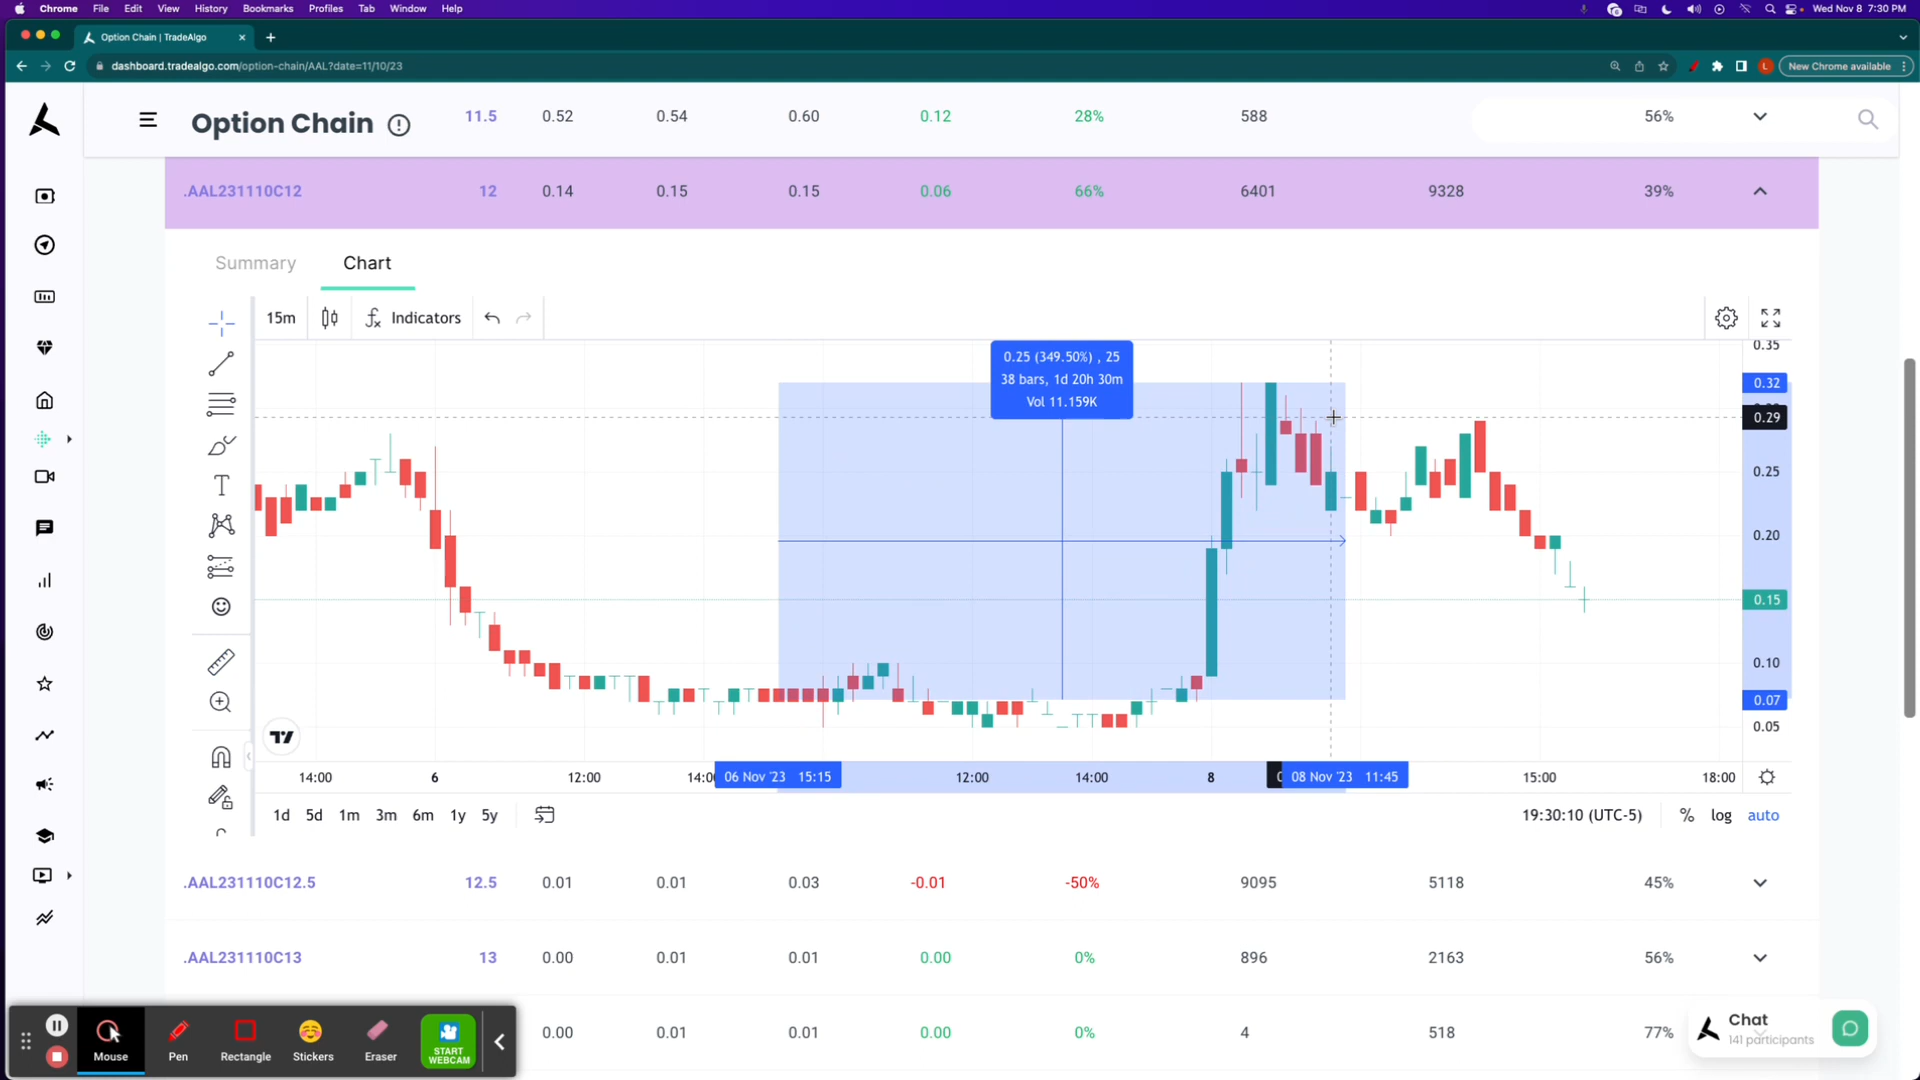 Chrome File Edit View History Bookmarks Profiles Tab Window Help Wed Nov 8 7:30 PM
Option Chain | TradeAlgo
dashboard.tradealgo.com/option-chain/AAL?date=11/10/23 L New Chrome available
Option Chain 11.5 0.52 0.54 0.60 0.12 28% 588 56%
.AAL231110C12 12 0.14 0.15 0.15 0.06 66% 6401 9328 39%
Summary Chart
15m Indicators
0.25 (349.50%) , 25
38 bars, 1d 20h 30m
Vol 11.159K
0.35
0.32
0.29
0.25
0.20
0.15
0.10
0.07
0.05
14:00 6 12:00 14:0 06 Nov '23 15:15 12:00 14:00 8 08 Nov '23 11:45 15:00 18:00
1d 5d 1m 3m 6m 1y 5y 19:30:10 (UTC-5) % log auto
.AAL231110C12.5 12.5 0.01 0.01 0.03 -0.01 -50% 9095 5118 45%
.AAL231110C13 13 0.00 0.01 0.01 0.00 0% 896 2163 56%
0.00 0.01 0.01 0.00 0% 4 518 77%
Mouse Pen Rectangle Stickers Eraser START WEBCAM
Chat
141 participants